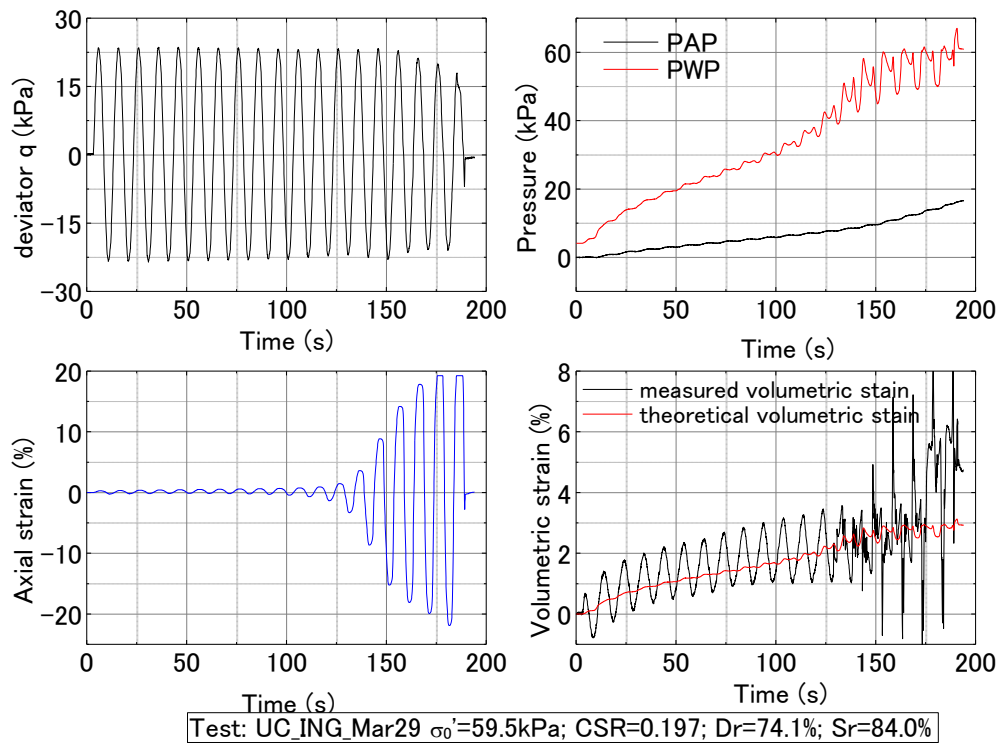 30
15
0
−15
−30
deviator q (kPa)
0 50 100 150 200
Time (s)
60
40
20
0
Pressure (kPa)
PAP
PWP
0 50 100 150 200
Time (s)
20
10
0
−10
−20
Axial strain (%)
0 50 100 150 200
Time (s)
8
6
4
2
0
Volumetric strain (%)
measured volumetric stain
theoretical volumetric stain
0 50 100 150 200
Time (s)
Test: UC_ING_Mar29 σ₀'=59.5kPa; CSR=0.197; Dr=74.1%; Sr=84.0%